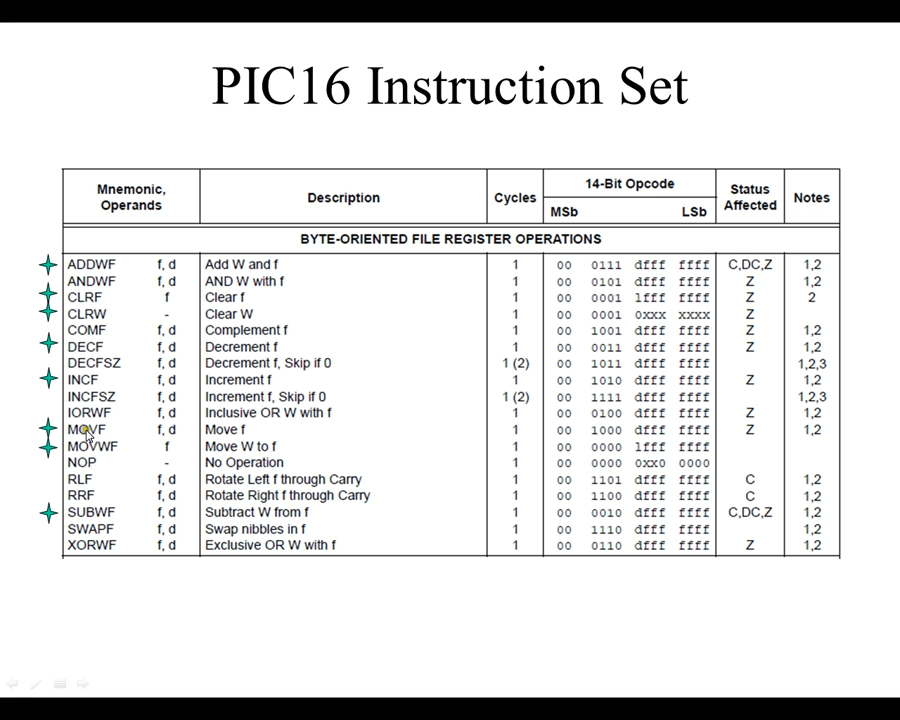 PIC16 Instruction Set
Mnemonic, Operands Description Cycles 14-Bit Opcode Status Affected Notes
MSb LSb
BYTE-ORIENTED FILE REGISTER OPERATIONS
ADDWF f, d Add W and f 1 00 0111 dfff ffff C,DC,Z 1,2
ANDWF f, d AND W with f 1 00 0101 dfff ffff Z 1,2
CLRF f Clear f 1 00 0001 lfff ffff Z 2
CLRW - Clear W 1 00 0001 0xxx xxxx Z
COMF f, d Complement f 1 00 1001 dfff ffff Z 1,2
DECF f, d Decrement f 1 00 0011 dfff ffff Z 1,2
DECFSZ f, d Decrement f, Skip if 0 1 (2) 00 1011 dfff ffff 1,2,3
INCF f, d Increment f 1 00 1010 dfff ffff Z 1,2
INCFSZ f, d Increment f, Skip if 0 1 (2) 00 1111 dfff ffff 1,2,3
IORWF f, d Inclusive OR W with f 1 00 0100 dfff ffff Z 1,2
MOVF f, d Move f 1 00 1000 dfff ffff Z 1,2
MOVWF f Move W to f 1 00 0000 lfff ffff
NOP - No Operation 1 00 0000 0xx0 0000
RLF f, d Rotate Left f through Carry 1 00 1101 dfff ffff C 1,2
RRF f, d Rotate Right f through Carry 1 00 1100 dfff ffff C 1,2
SUBWF f, d Subtract W from f 1 00 0010 dfff ffff C,DC,Z 1,2
SWAPF f, d Swap nibbles in f 1 00 1110 dfff ffff 1,2
XORWF f, d Exclusive OR W with f 1 00 0110 dfff ffff Z 1,2